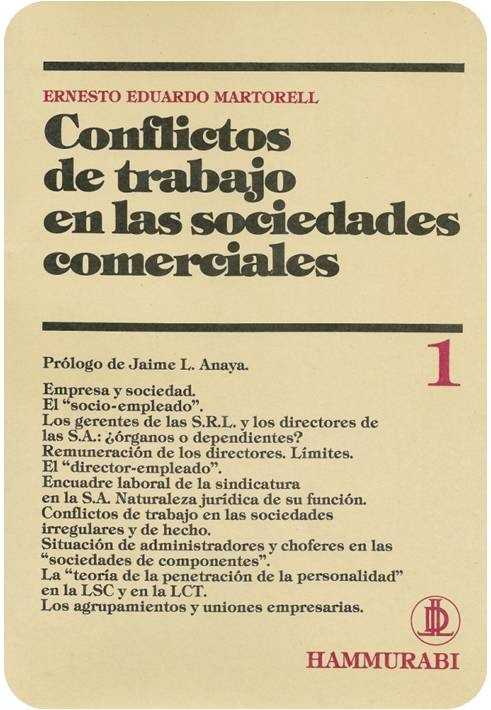 ERNESTO EDUARDO MARTORELL
Conflictos
de trabajo
en las sociedades
comerciales
1
Prólogo de Jaime L. Anaya.
Empresa y sociedad.
El “socio-empleado”.
Los gerentes de las S.R.L. y los directores de
las S.A.: ¿órganos o dependientes?
Remuneración de los directores. Límites.
El “director-empleado”.
Encuadre laboral de la sindicatura
en la S.A. Naturaleza jurídica de su función.
Conflictos de trabajo en las sociedades
irregulares y de hecho.
Situación de administradores y choferes en las
“sociedades de componentes”.
La “teoría de la penetración de la personalidad”
en la LSC y en la LCT.
Los agrupamientos y uniones empresarias.
HAMMURABI